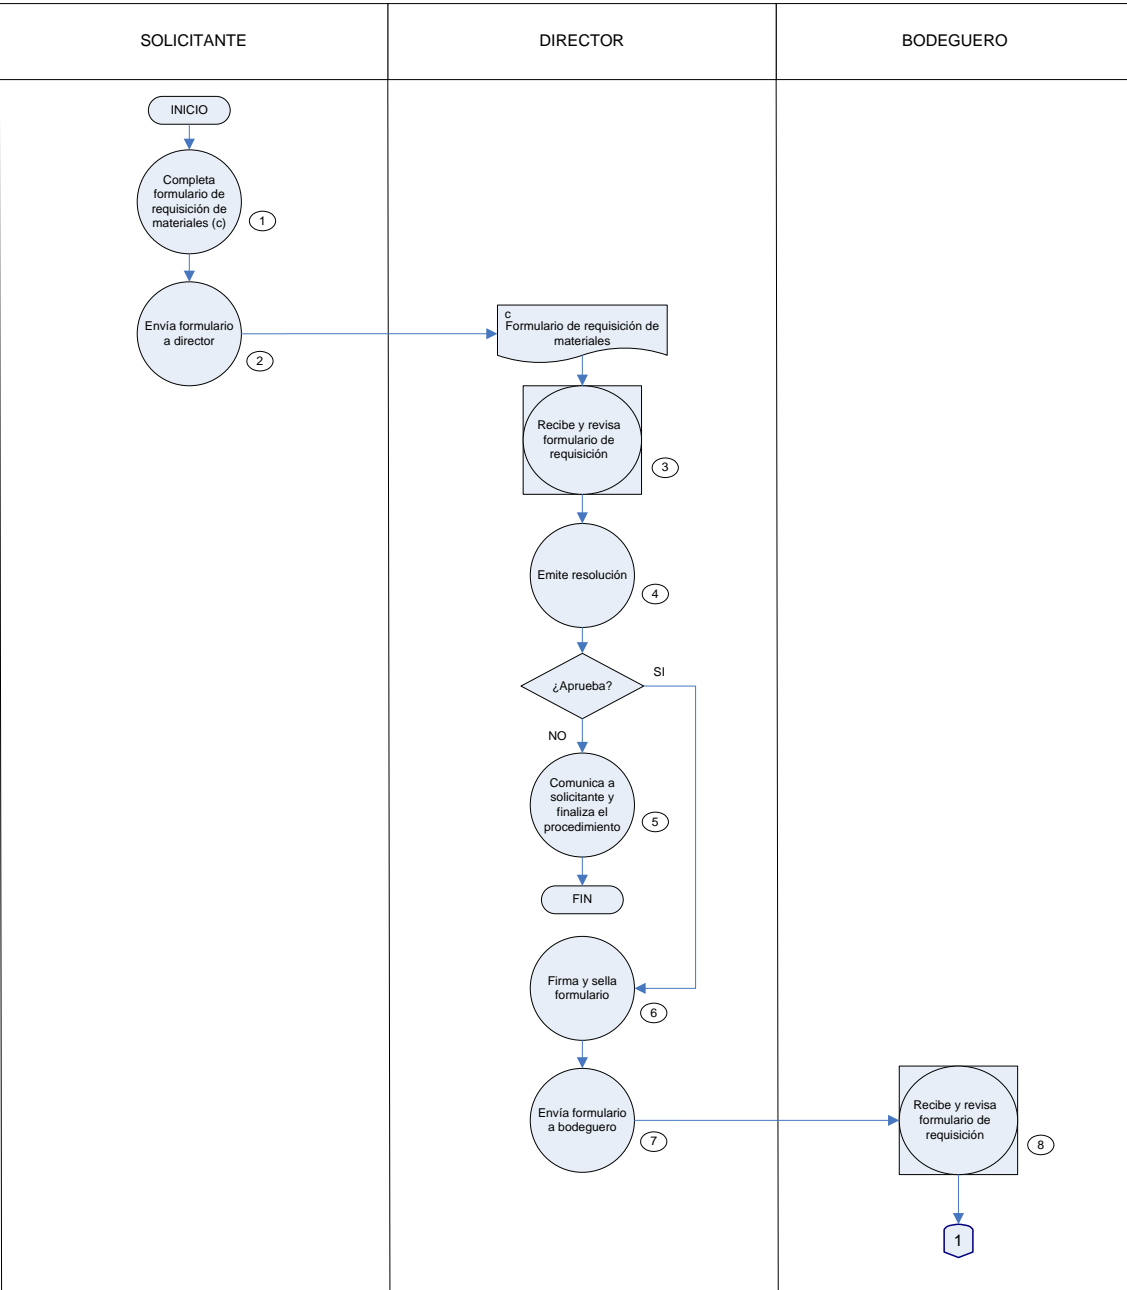 SOLICITANTE
DIRECTOR
BODEGUERO
INICIO
Completa
formulario de
requisición de
materiales (c)
1
Envía formulario
a director
2
c
Formulario de requisición de
materiales
Recibe y revisa
formulario de
requisición
3
Emite resolución
4
¿Aprueba?
SI
NO
Comunica a
solicitante y
finaliza el
procedimiento
5
FIN
Firma y sella
formulario
6
Envía formulario
a bodeguero
7
Recibe y revisa
formulario de
requisición
8
1